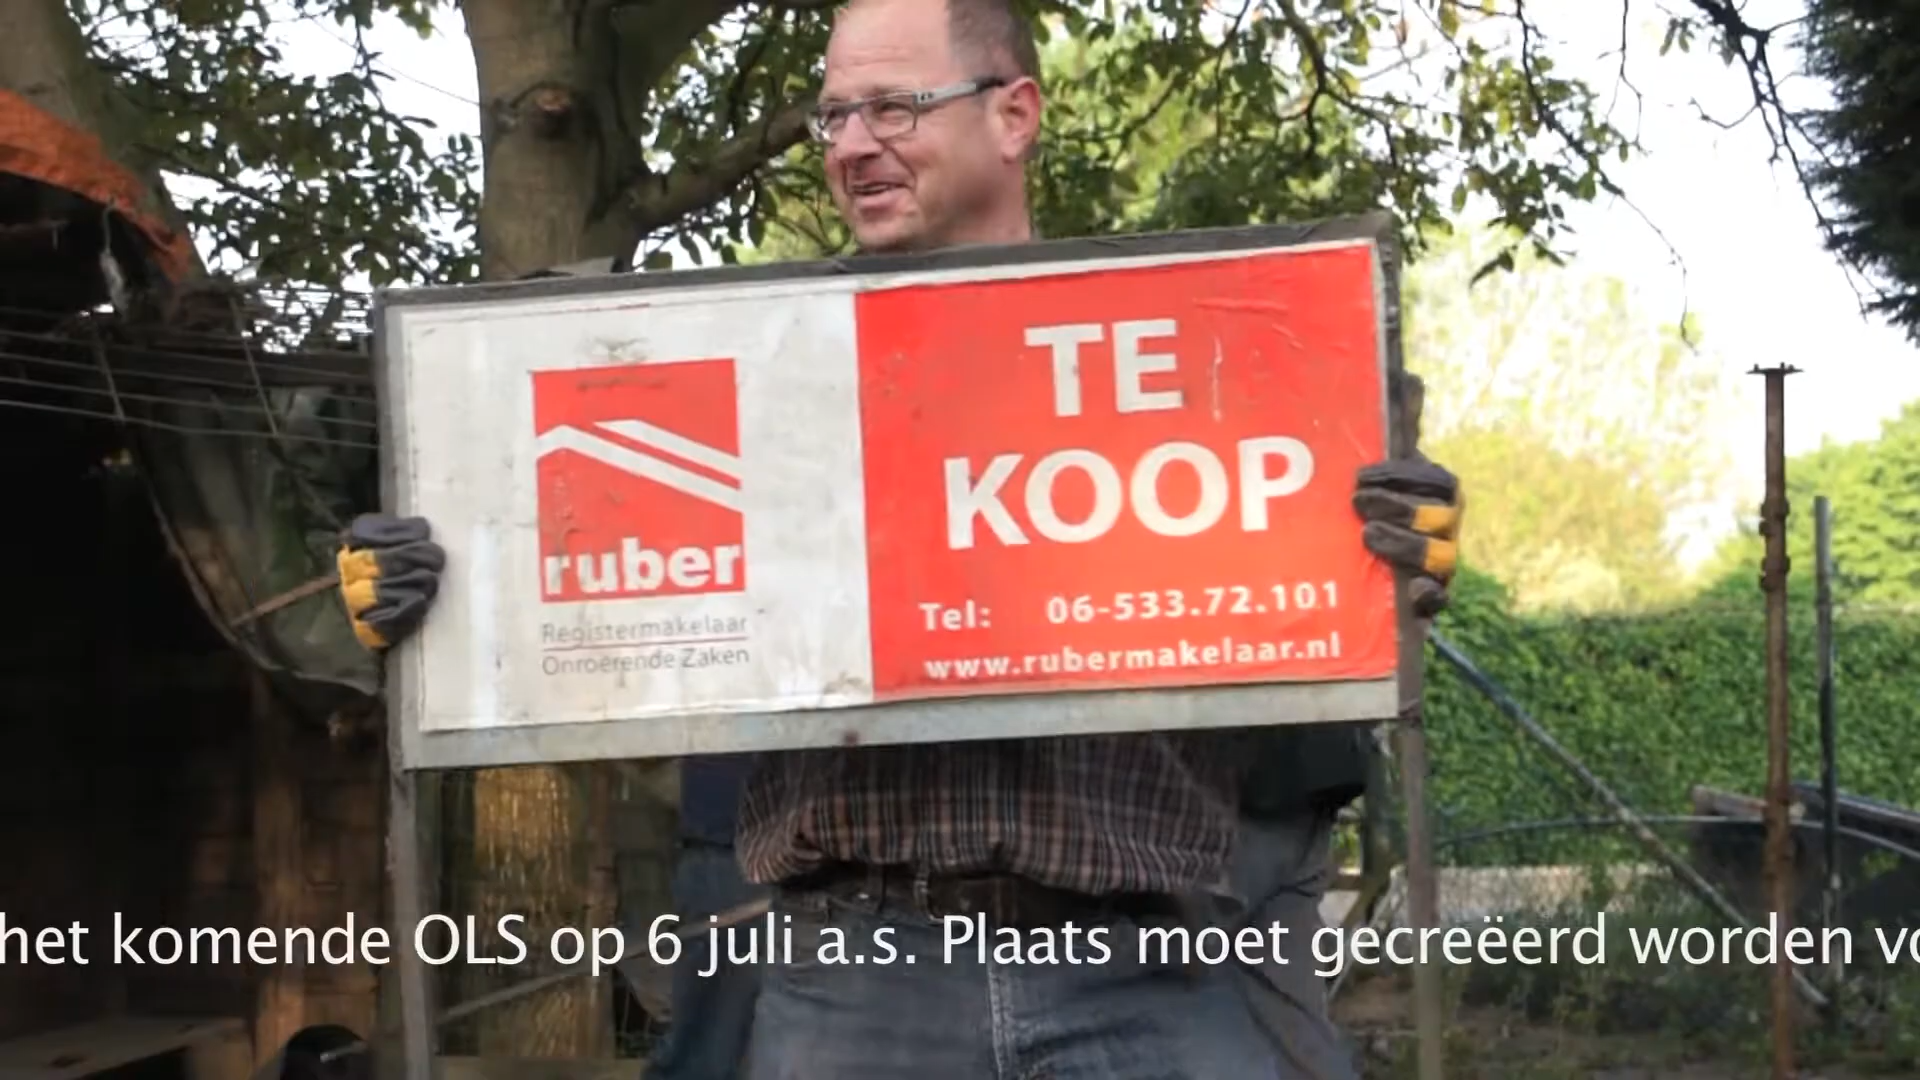 TE
KOOP
ruber
Registermakelaar
Onroerende Zaken
Tel: 06-533.72.101
www.rubermakelaar.nl
het komende OLS op 6 juli a.s. Plaats moet gecreëerd worden